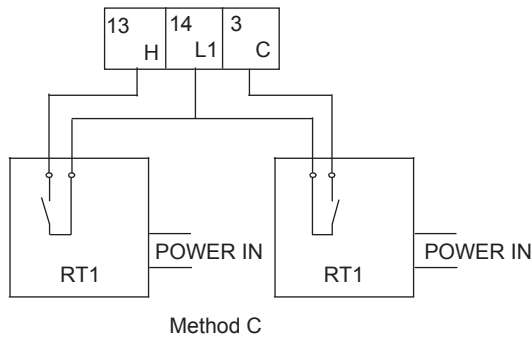 13 14 3
H L1 C
POWER IN POWER IN
RT1 RT1
Method C